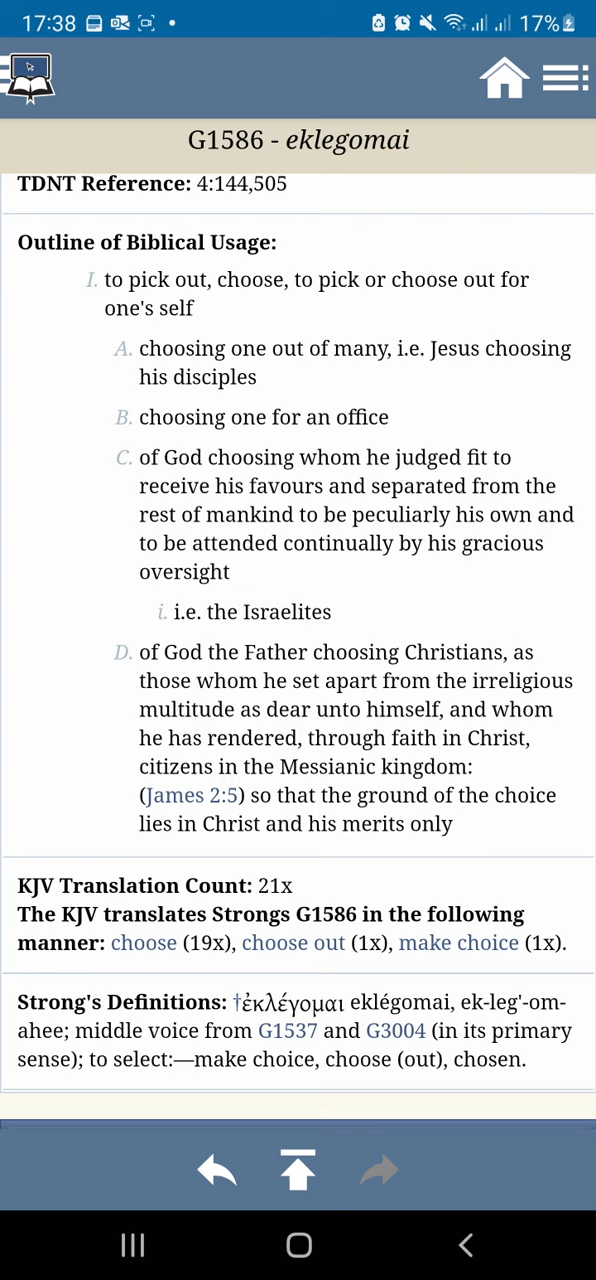 17:38
17%
G1586 - eklegomai
TDNT Reference: 4:144,505
Outline of Biblical Usage:
I. to pick out, choose, to pick or choose out for
one's self
A. choosing one out of many, i.e. Jesus choosing
his disciples
B. choosing one for an office
C. of God choosing whom he judged fit to
receive his favours and separated from the
rest of mankind to be peculiarly his own and
to be attended continually by his gracious
oversight
i. i.e. the Israelites
D. of God the Father choosing Christians, as
those whom he set apart from the irreligious
multitude as dear unto himself, and whom
he has rendered, through faith in Christ,
citizens in the Messianic kingdom:
(James 2:5) so that the ground of the choice
lies in Christ and his merits only
KJV Translation Count: 21x
The KJV translates Strongs G1586 in the following
manner: choose (19x), choose out (1x), make choice (1x).
Strong's Definitions: †ἐκλέγομαι eklégomai, ek-leg'-om-
ahee; middle voice from G1537 and G3004 (in its primary
sense); to select:—make choice, choose (out), chosen.